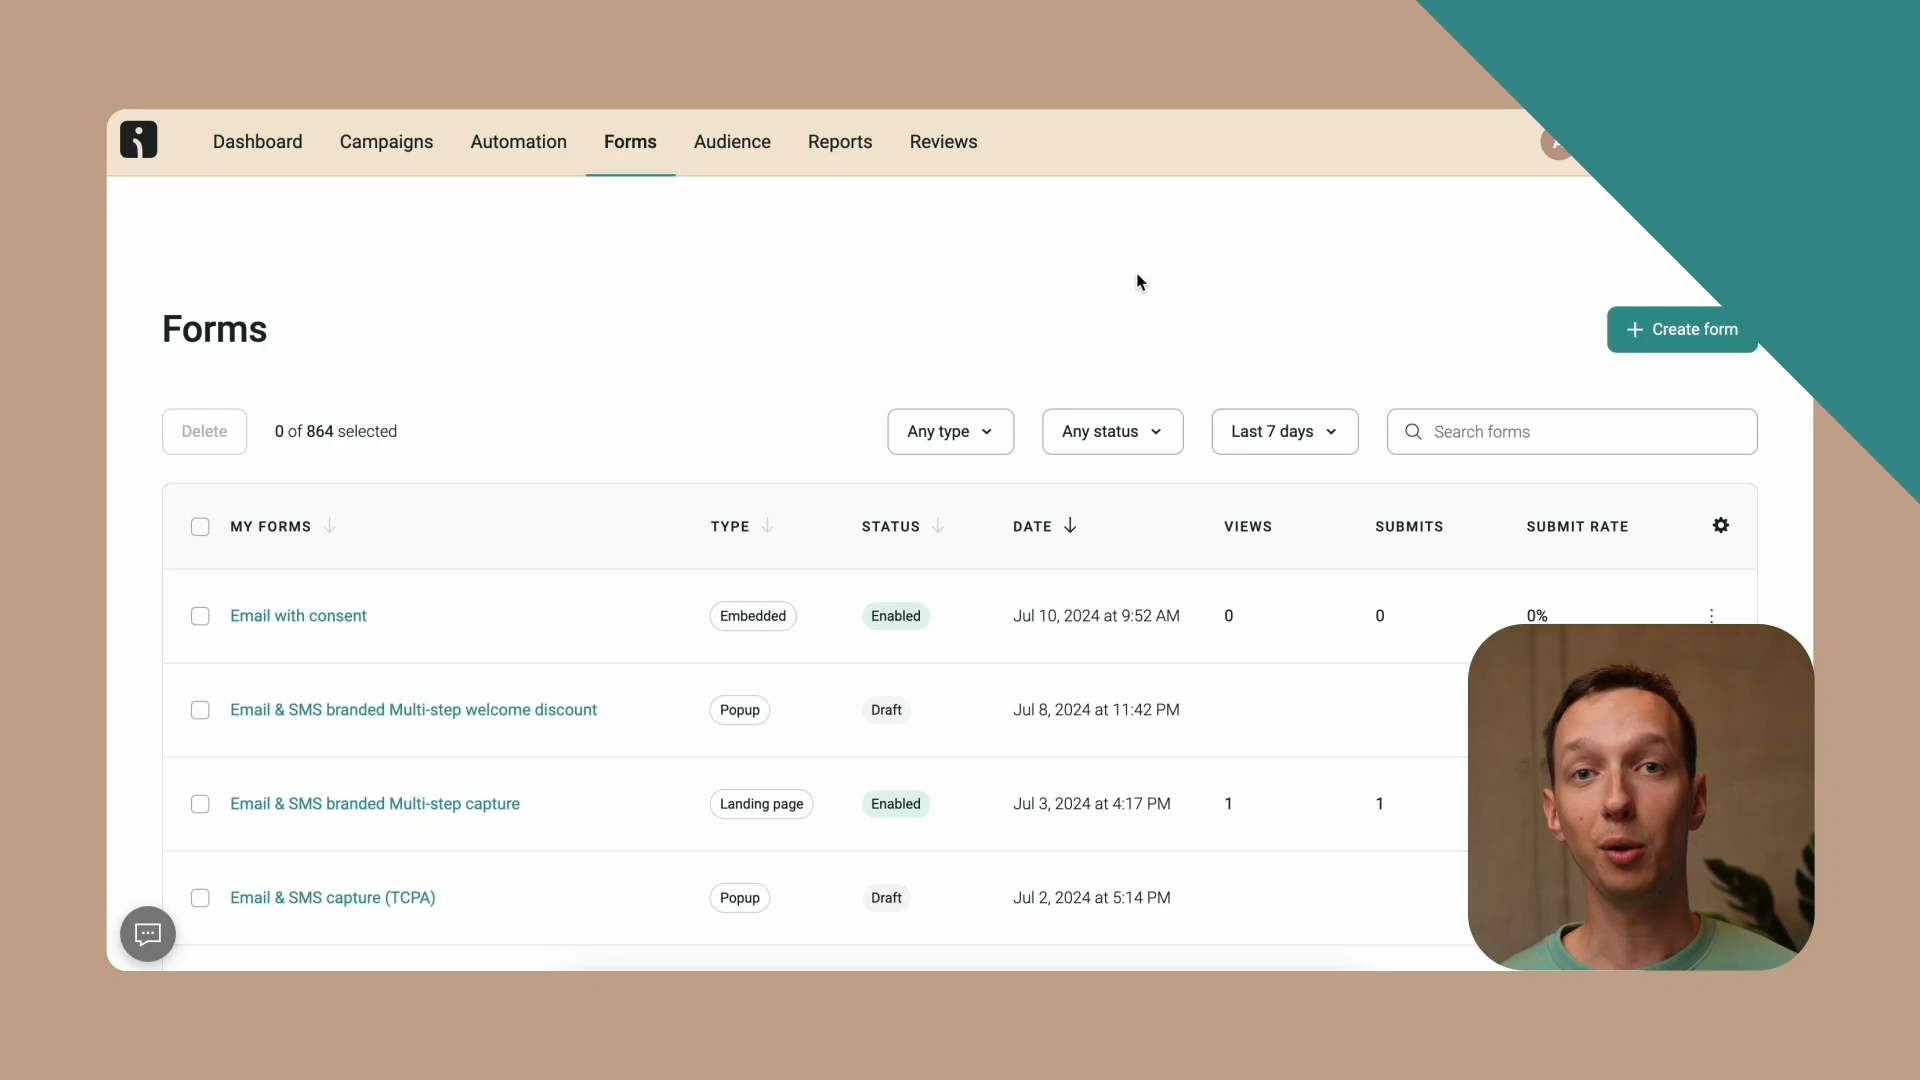 Dashboard Campaigns Automation Forms Audience Reports Reviews
Forms
Create form
Delete 0 of 864 selected Any type Any status Last 7 days Search forms
MY FORMS TYPE STATUS DATE VIEWS SUBMITS SUBMIT RATE
Email with consent Embedded Enabled Jul 10, 2024 at 9:52 AM 0 0 0%
Email & SMS branded Multi-step welcome discount Popup Draft Jul 8, 2024 at 11:42 PM
Email & SMS branded Multi-step capture Landing page Enabled Jul 3, 2024 at 4:17 PM 1 1
Email & SMS capture (TCPA) Popup Draft Jul 2, 2024 at 5:14 PM